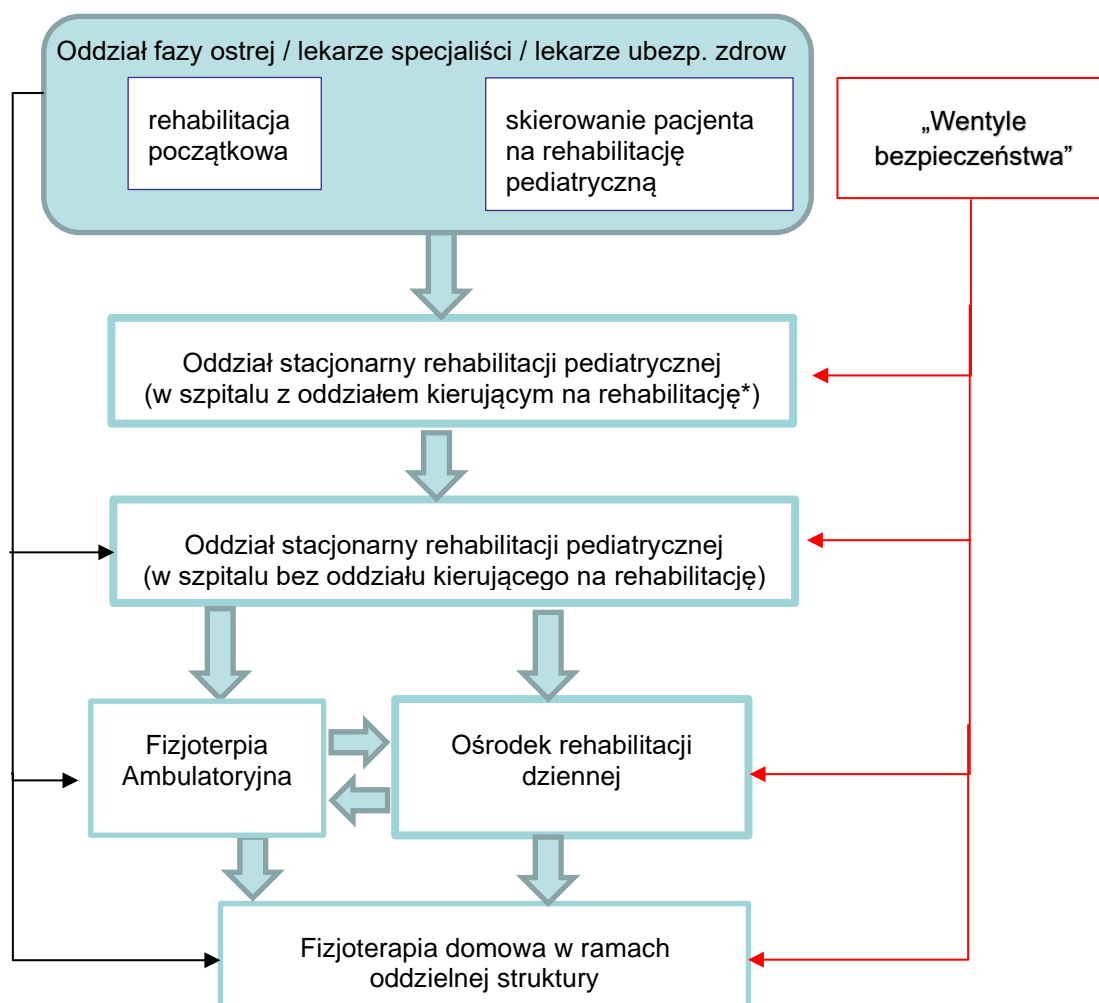 Oddział fazy ostrej / lekarze specjaliści / lekarze ubezp. zdrow
rehabilitacja
początkowa
skierowanie pacjenta
na rehabilitację
pediatryczną
„Wentyle
bezpieczeństwa”
Oddział stacjonarny rehabilitacji pediatrycznej
(w szpitalu z oddziałem kierującym na rehabilitację*)
Oddział stacjonarny rehabilitacji pediatrycznej
(w szpitalu bez oddziału kierującego na rehabilitację)
Fizjoterpia
Ambulatoryjna
Ośrodek rehabilitacji
dziennej
Fizjoterapia domowa w ramach
oddzielnej struktury